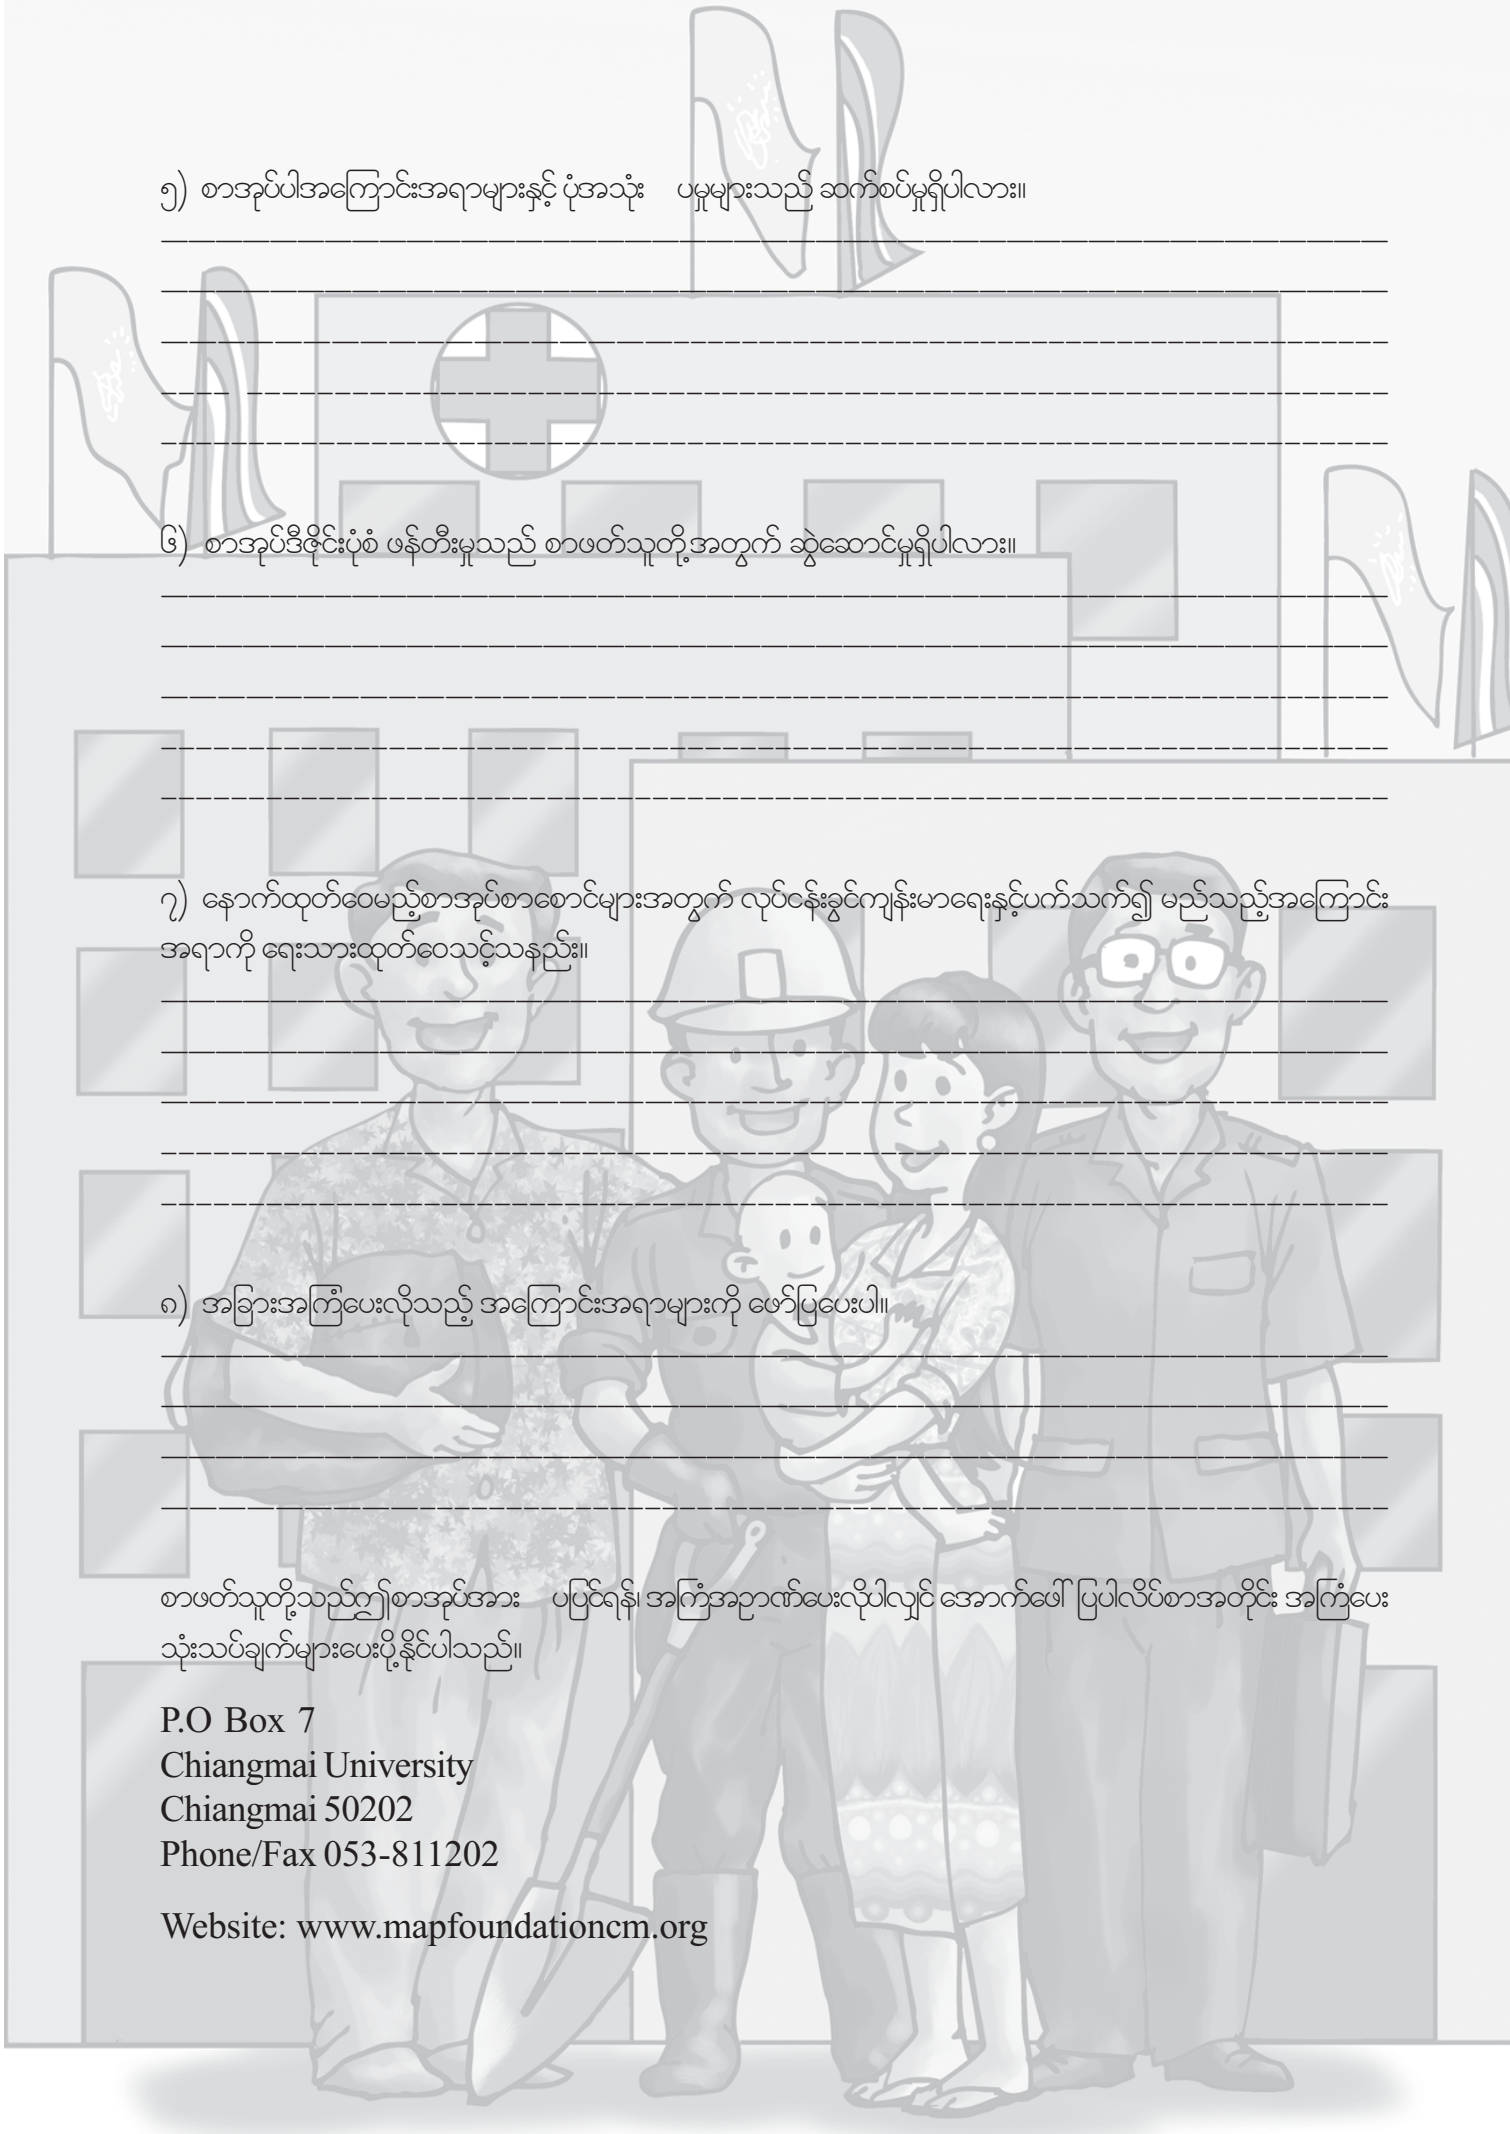 ၅) စာအုပ်ပါအကြောင်းအရာများနှင့် ပုံအသုံး ပမှုများသည် ဆက်စပ်မှုရှိပါလား။
၆) စာအုပ်ဒီဇိုင်းပုံစံ ဖန်တီးမှုသည် စာဖတ်သူတို့အတွက် ဆွဲဆောင်မှုရှိပါလား။
၇) နောက်ထုတ်ဝေမည့်စာအုပ်စာစောင်များအတွက် လုပ်ငန်းခွင်ကျန်းမာရေးနှင့်ပက်သက်၍ မည်သည့်အကြောင်း
အရာကို ရေးသားထုတ်ဝေသင့်သနည်း။
၈) အခြားအကြံပေးလိုသည့် အကြောင်းအရာများကို ဖော်ပြပေးပါ။
စာဖတ်သူတို့သည်ဤစာအုပ်အား ပပြင်ရန်၊ အကြံအဥာဏ်ပေးလိုပါလျှင် အောက်ဖေါ်ပြပါလိပ်စာအတိုင်း အကြံပေး
သုံးသပ်ချက်များပေးပို့နိုင်ပါသည်။
P.O Box 7
Chiangmai University
Chiangmai 50202
Phone/Fax 053-811202
Website: www.mapfoundationcm.org